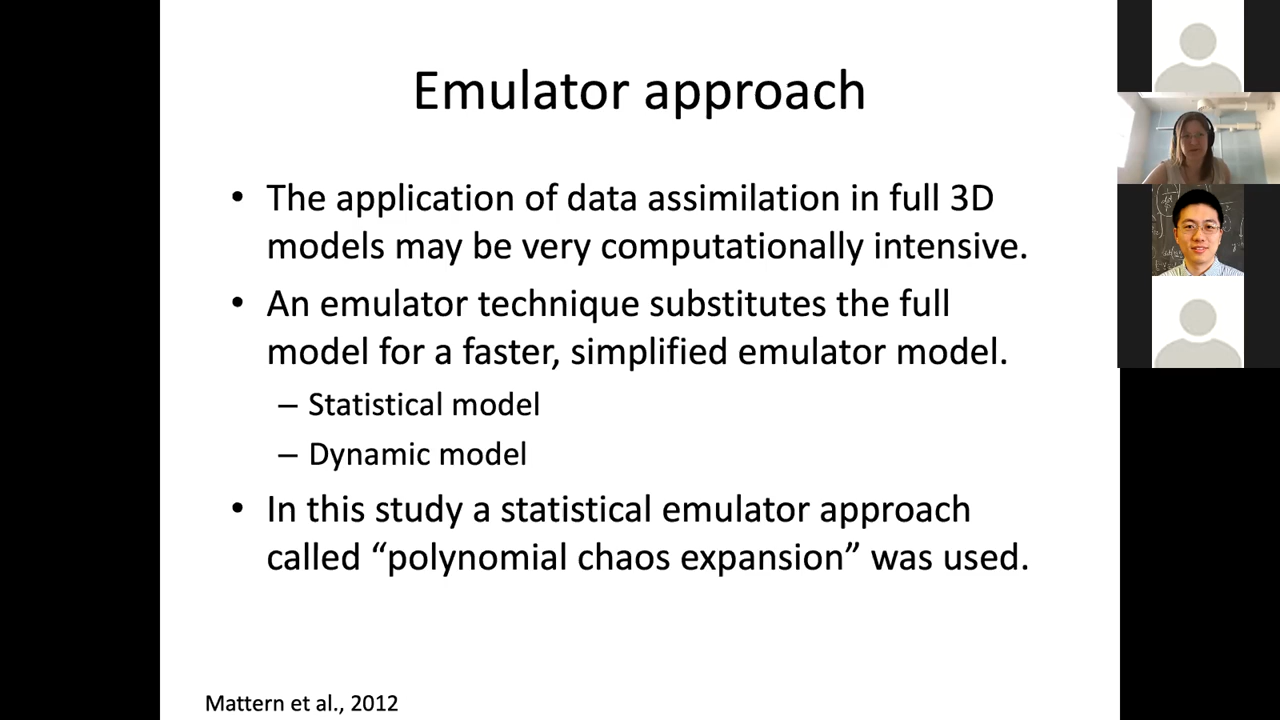 Emulator approach
• The application of data assimilation in full 3D
models may be very computationally intensive.
• An emulator technique substitutes the full
model for a faster, simplified emulator model.
– Statistical model
– Dynamic model
• In this study a statistical emulator approach
called “polynomial chaos expansion” was used.
Mattern et al., 2012